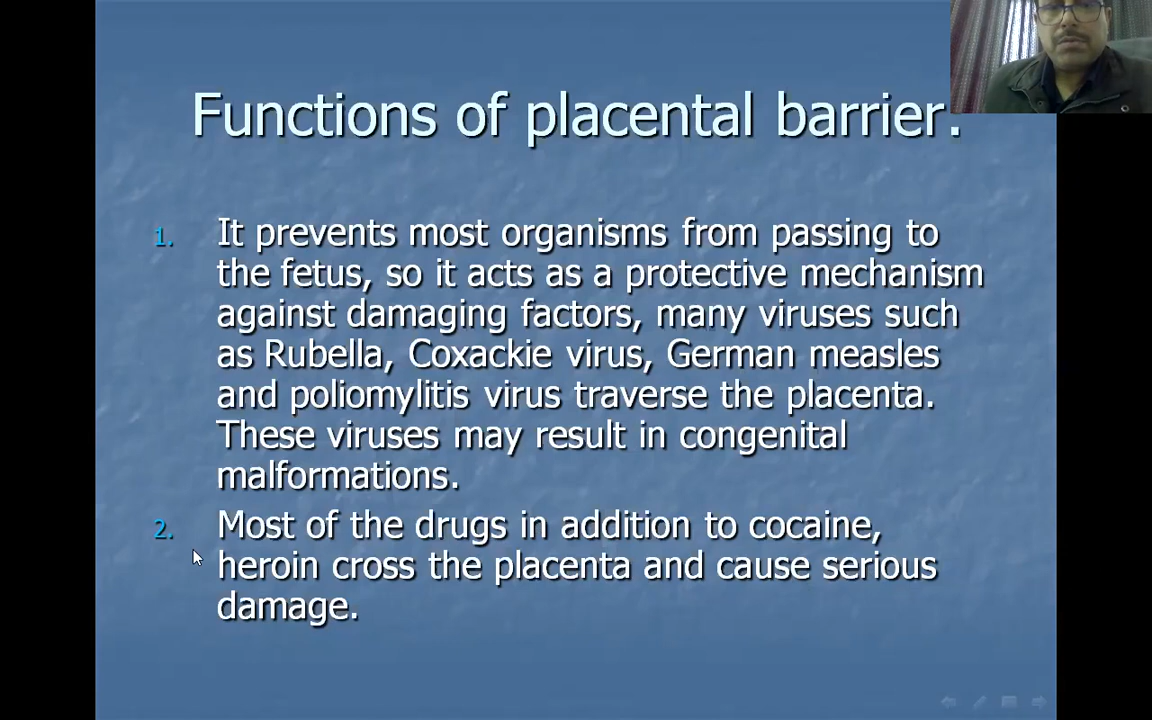 Functions of placental barrier.
1. It prevents most organisms from passing to
the fetus, so it acts as a protective mechanism
against damaging factors, many viruses such
as Rubella, Coxackie virus, German measles
and poliomylitis virus traverse the placenta.
These viruses may result in congenital
malformations.
2. Most of the drugs in addition to cocaine,
heroin cross the placenta and cause serious
damage.